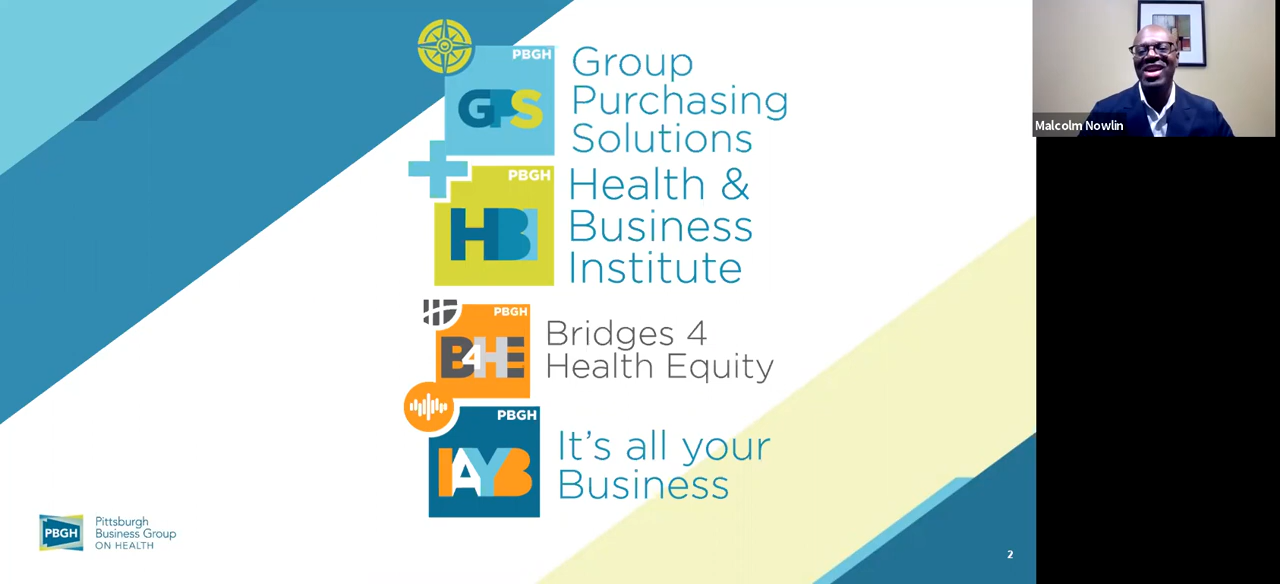 PBGH
GPS
Group
Purchasing
Solutions
PBGH
HBI
Health &
Business
Institute
PBGH
B4HE
Bridges 4
Health Equity
PBGH
IAYB
It's all your
Business
PBGH
Pittsburgh
Business Group
ON HEALTH
2
Malcolm Nowlin